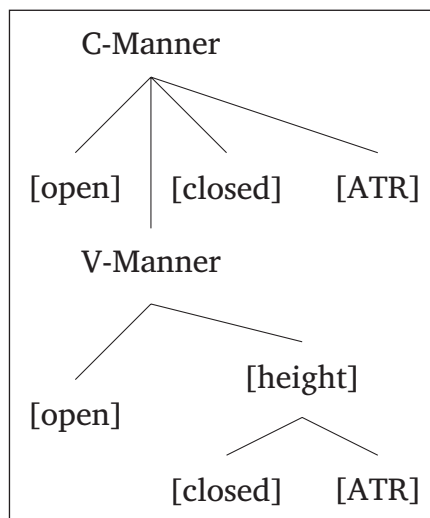 C-Manner
[open] [closed] [ATR]
V-Manner
[height]
[open]
[closed] [ATR]